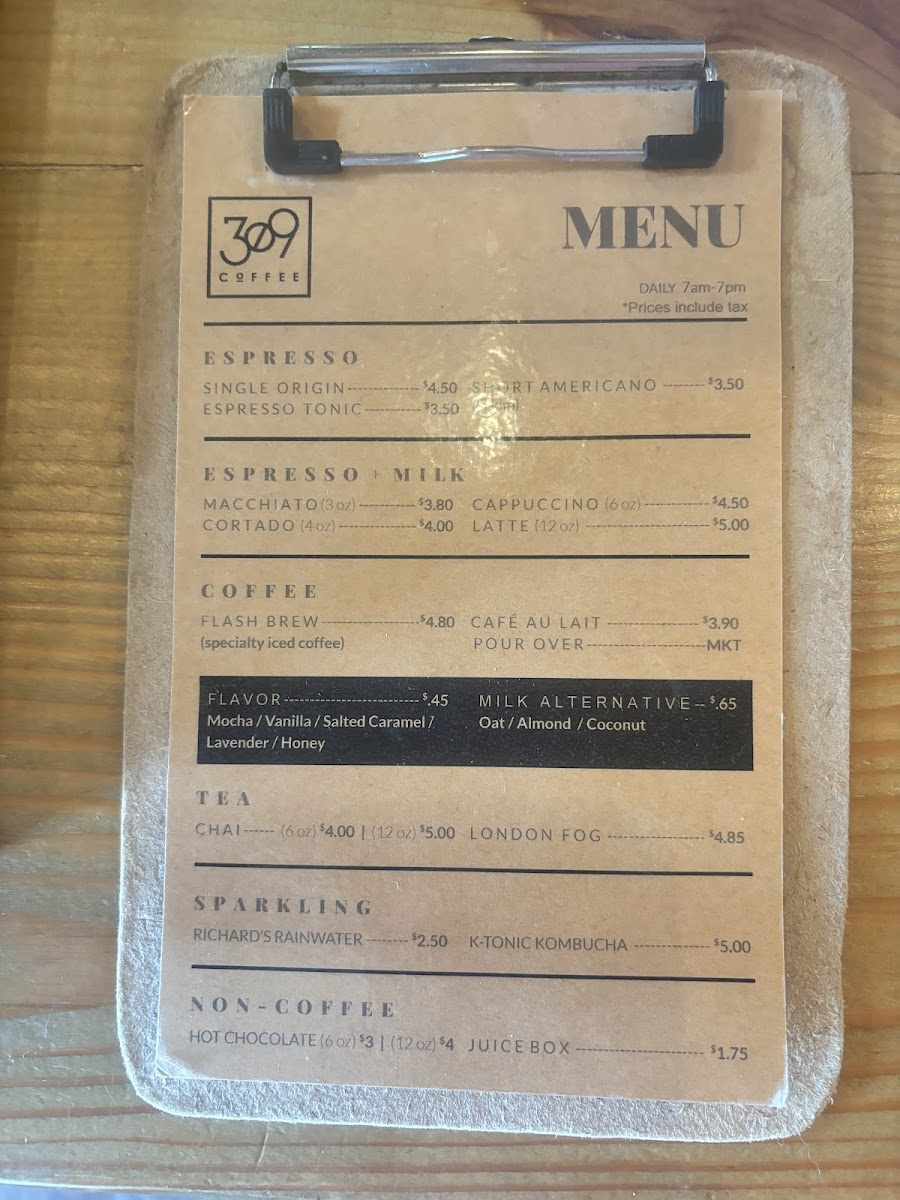 309
COFFEE
MENU
DAILY 7am-7pm
*Prices include tax
ESPRESSO
SINGLE ORIGIN------------$4.50 SHORT AMERICANO -------$3.50
ESPRESSO TONIC-----------$3.50
ESPRESSO + MILK
MACCHIATO (3 oz) ----------$3.80 CAPPUCCINO (6 oz)------------$4.50
CORTADO (4 oz)--------------$4.00 LATTE (12 oz) ----------------------$5.00
COFFEE
FLASH BREW-----------------$4.80 CAFÉ AU LAIT ----------------$3.90
(specialty iced coffee) POUR OVER---------------------MKT
FLAVOR------------------------$.45 MILK ALTERNATIVE--$.65
Mocha / Vanilla / Salted Caramel / Oat / Almond / Coconut
Lavender / Honey
TEA
CHAI----- (6 oz) $4.00 | (12 oz) $5.00 LONDON FOG -----------------$4.85
SPARKLING
RICHARD'S RAINWATER -------$2.50 K-TONIC KOMBUCHA -------------$5.00
NON-COFFEE
HOT CHOCOLATE (6 oz) $3 | (12 oz) $4 JUICE BOX ---------------------- $1.75